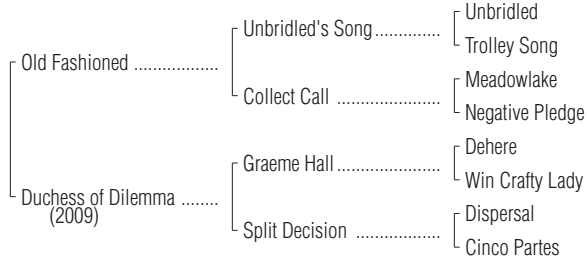 Unbridled
Unbridled's Song..............
Trolley Song
Old Fashioned ..................
Meadowlake
Collect Call ......................
Negative Pledge
Dehere
Graeme Hall......................
Win Crafty Lady
Duchess of Dilemma ........
(2009)
Dispersal
Split Decision ..................
Cinco Partes